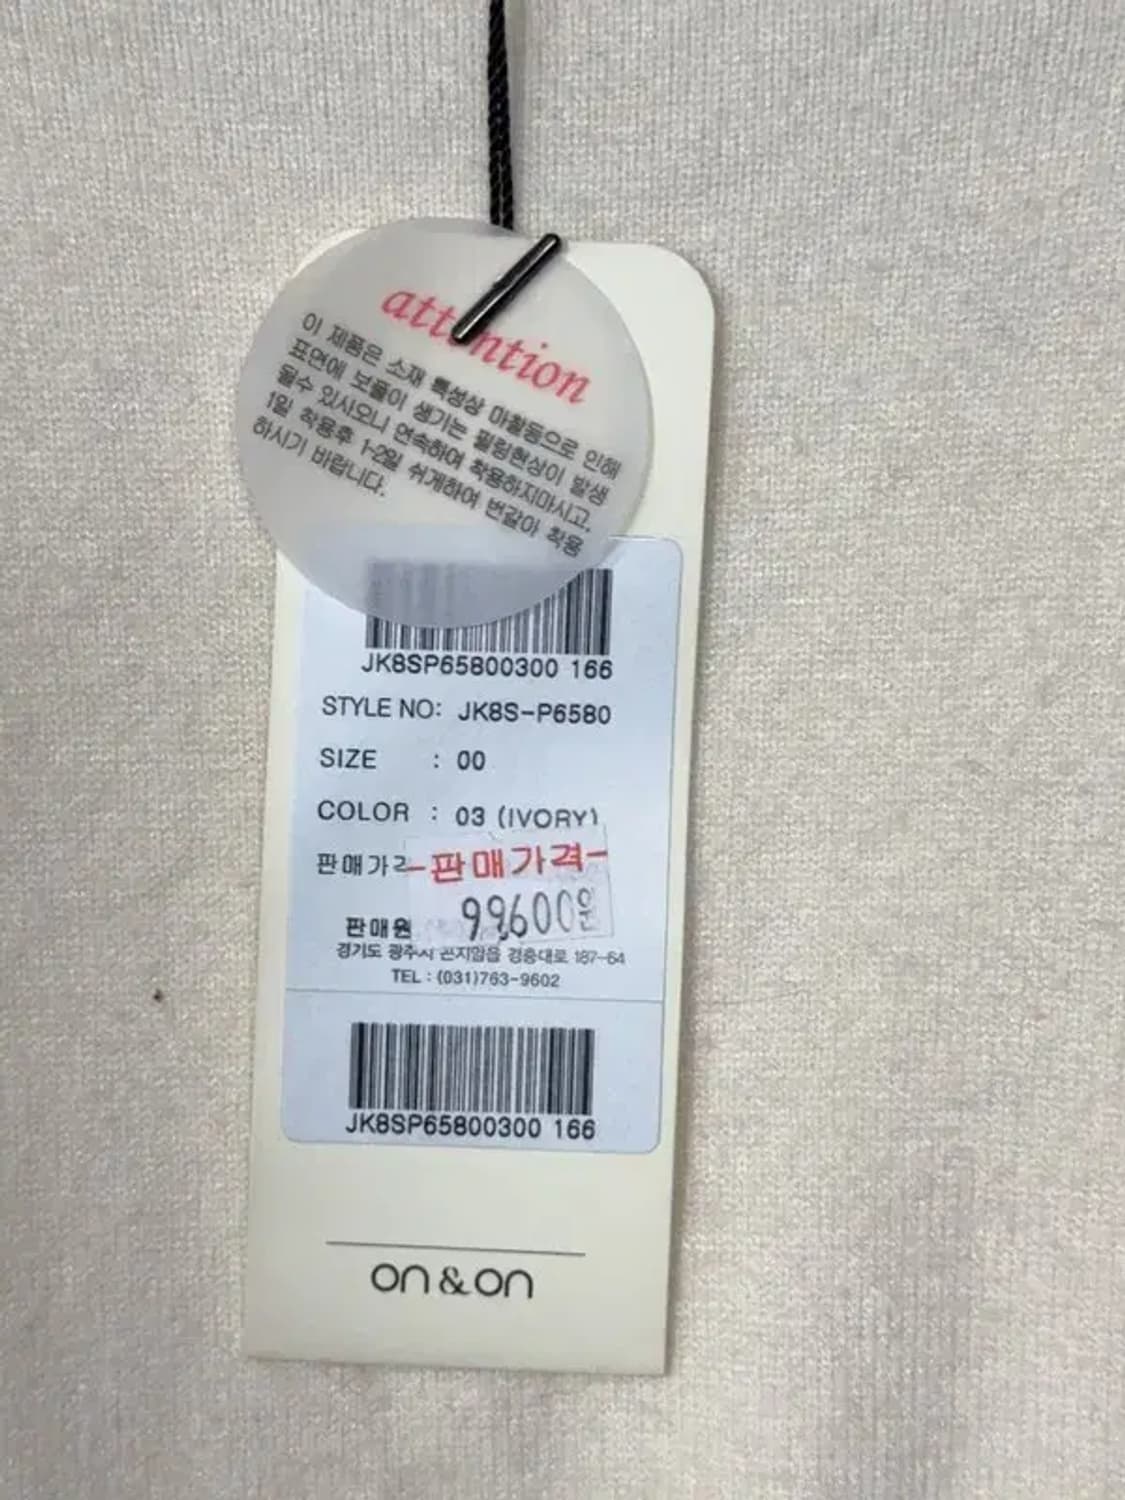 attention
이 제품은 소재 특성상 마찰등으로 인해
표면에 보풀이 생기는 필링현상이 발생
될수 있사오니 연속하여 착용하지마시고,
1일 착용후 1-2일 쉬게하여 번갈아 착용
하시기 바랍니다.
JK8SP65800300 166
STYLE NO: JK8S-P6580
SIZE : 00
COLOR : 03 (IVORY)
판매가격
-판매가격-
99,600원
판매원
경기도 광주시 곤지암읍 경충대로 187-64
TEL : (031)763-9602
JK8SP65800300 166
on&on